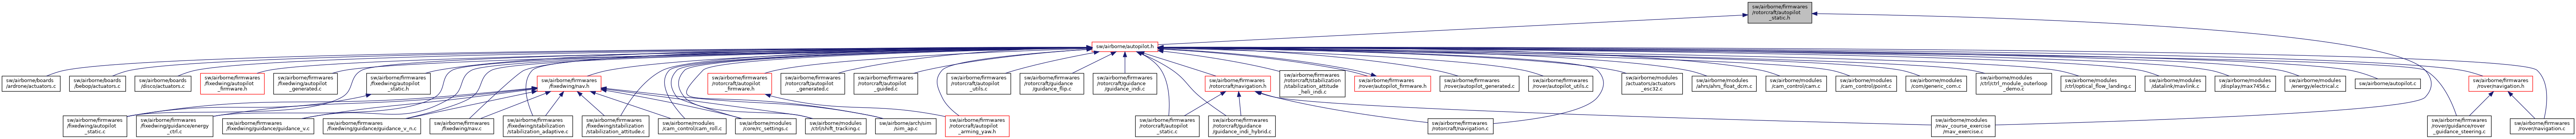 sw/airborne/firmwares
/rotorcraft/autopilot
_static.h
sw/airborne/autopilot.h
sw/airborne/boards
/ardrone/actuators.c
sw/airborne/boards
/bebop/actuators.c
sw/airborne/boards
/disco/actuators.c
sw/airborne/firmwares
/fixedwing/autopilot
_firmware.h
sw/airborne/firmwares
/fixedwing/autopilot
_generated.c
sw/airborne/firmwares
/fixedwing/autopilot
_static.h
sw/airborne/firmwares
/fixedwing/nav.h
sw/airborne/firmwares
/rotorcraft/autopilot
_firmware.h
sw/airborne/firmwares
/rotorcraft/autopilot
_generated.c
sw/airborne/firmwares
/rotorcraft/autopilot
_guided.c
sw/airborne/firmwares
/rotorcraft/autopilot
_utils.c
sw/airborne/firmwares
/rotorcraft/guidance
/guidance_flip.c
sw/airborne/firmwares
/rotorcraft/guidance
/guidance_indi.c
sw/airborne/firmwares
/rotorcraft/navigation.h
sw/airborne/firmwares
/rotorcraft/stabilization
/stabilization_attitude
_heli_indi.c
sw/airborne/firmwares
/rover/autopilot_firmware.h
sw/airborne/firmwares
/rover/autopilot_generated.c
sw/airborne/firmwares
/rover/autopilot_utils.c
sw/airborne/modules
/actuators/actuators
_esc32.c
sw/airborne/modules
/ahrs/ahrs_float_dcm.c
sw/airborne/modules
/cam_control/cam.c
sw/airborne/modules
/cam_control/point.c
sw/airborne/modules
/com/generic_com.c
sw/airborne/modules
/ctrl/ctrl_module_outerloop
_demo.c
sw/airborne/modules
/ctrl/optical_flow_landing.c
sw/airborne/modules
/datalink/mavlink.c
sw/airborne/modules
/display/max7456.c
sw/airborne/modules
/energy/electrical.c
sw/airborne/autopilot.c
sw/airborne/firmwares
/rover/navigation.h
sw/airborne/firmwares
/fixedwing/autopilot
_static.c
sw/airborne/firmwares
/fixedwing/guidance/energy
_ctrl.c
sw/airborne/firmwares
/fixedwing/guidance/guidance_v.c
sw/airborne/firmwares
/fixedwing/guidance/guidance_v_n.c
sw/airborne/firmwares
/fixedwing/nav.c
sw/airborne/firmwares
/fixedwing/stabilization
/stabilization_adaptive.c
sw/airborne/firmwares
/fixedwing/stabilization
/stabilization_attitude.c
sw/airborne/modules
/cam_control/cam_roll.c
sw/airborne/modules
/core/rc_settings.c
sw/airborne/modules
/ctrl/shift_tracking.c
sw/airborne/arch/sim
/sim_ap.c
sw/airborne/firmwares
/rotorcraft/autopilot
_arming_yaw.h
sw/airborne/firmwares
/rotorcraft/autopilot
_static.c
sw/airborne/firmwares
/rotorcraft/guidance
/guidance_indi_hybrid.c
sw/airborne/firmwares
/rotorcraft/navigation.c
sw/airborne/modules
/mav_course_exercise
/mav_exercise.c
sw/airborne/firmwares
/rover/guidance/rover
_guidance_steering.c
sw/airborne/firmwares
/rover/navigation.c